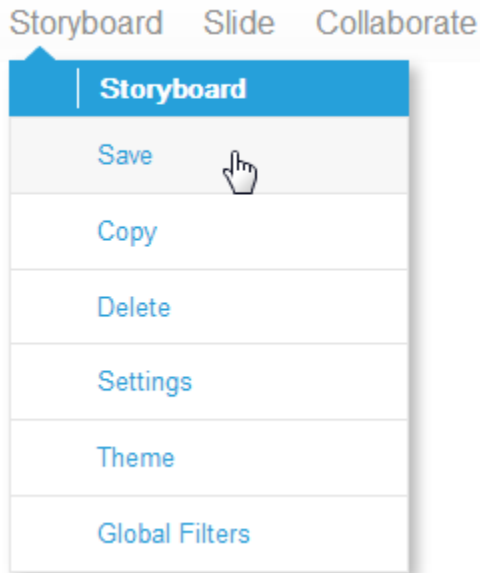 Storyboard Slide Collaborate
Storyboard
Save
Copy
Delete
Settings
Theme
Global Filters